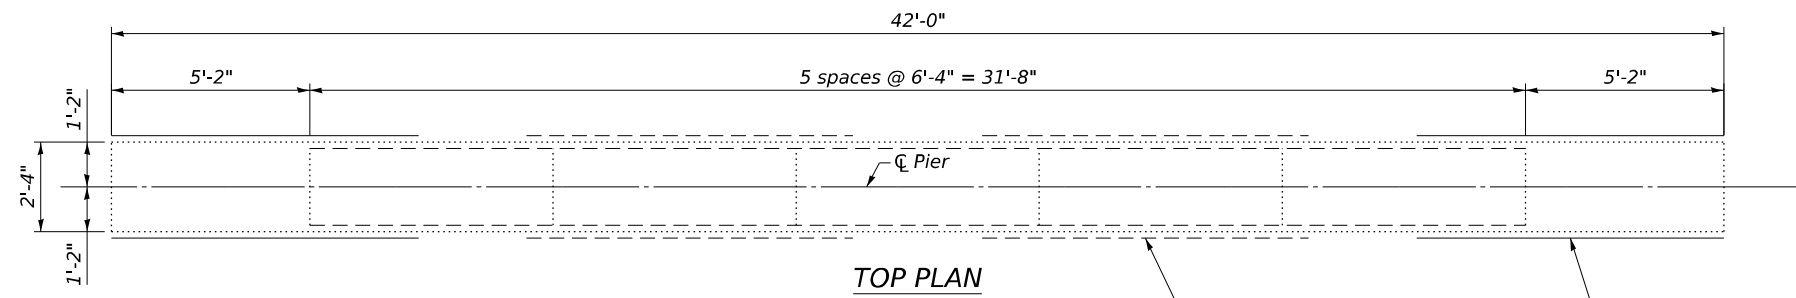 42'-0"
5'-2"
5 spaces @ 6'-4" = 31'-8"
5'-2"
1'-2"
2'-4"
℄ Pier
1'-2"
TOP PLAN